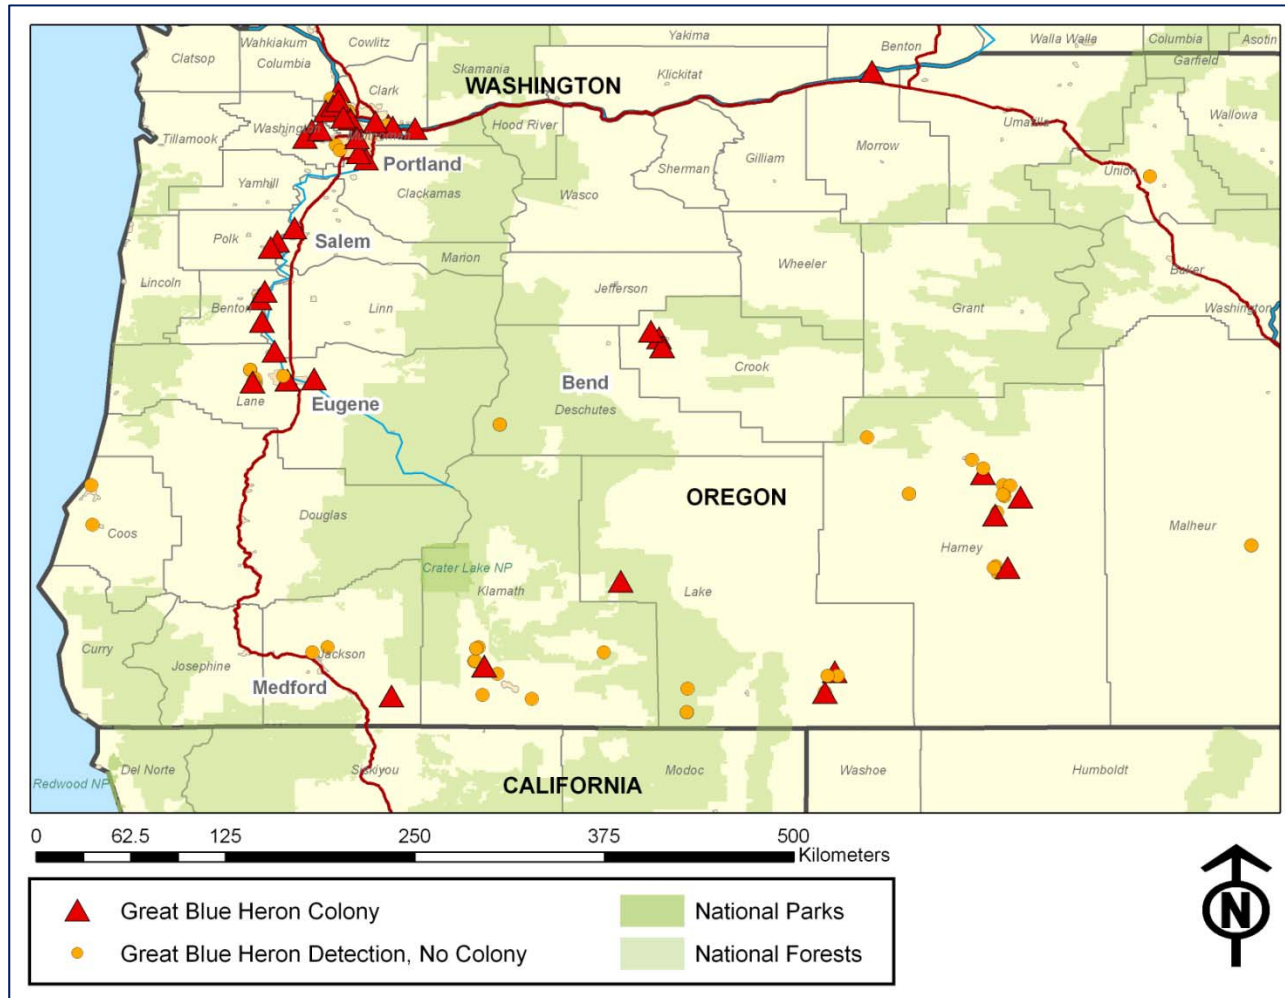 Wahkiakum
Cowlitz
Yakima
Benton
Walla Walla
Columbia
Asotin
Clatsop
Columbia
Skamania
Klickitat
Garfield
Clark
WASHINGTON
Wallowa
Tillamook
Washington
Hood River
Umatilla
Multnomah
Portland
Sherman
Gilliam
Morrow
Union
Yamhill
Clackamas
Wasco
Polk
Salem
Marion
Wheeler
Baker
Lincoln
Benton
Linn
Jefferson
Grant
Washington
Crook
Bend
Lane
Eugene
Deschutes
OREGON
Douglas
Malheur
Coos
Harney
Crater Lake NP
Klamath
Lake
Curry
Josephine
Jackson
Medford
Redwood NP
Del Norte
Siskiyou
CALIFORNIA
Modoc
Washoe
Humboldt
0 62.5 125 250 375 500
Kilometers
Great Blue Heron Colony
National Parks
Great Blue Heron Detection, No Colony
National Forests
N